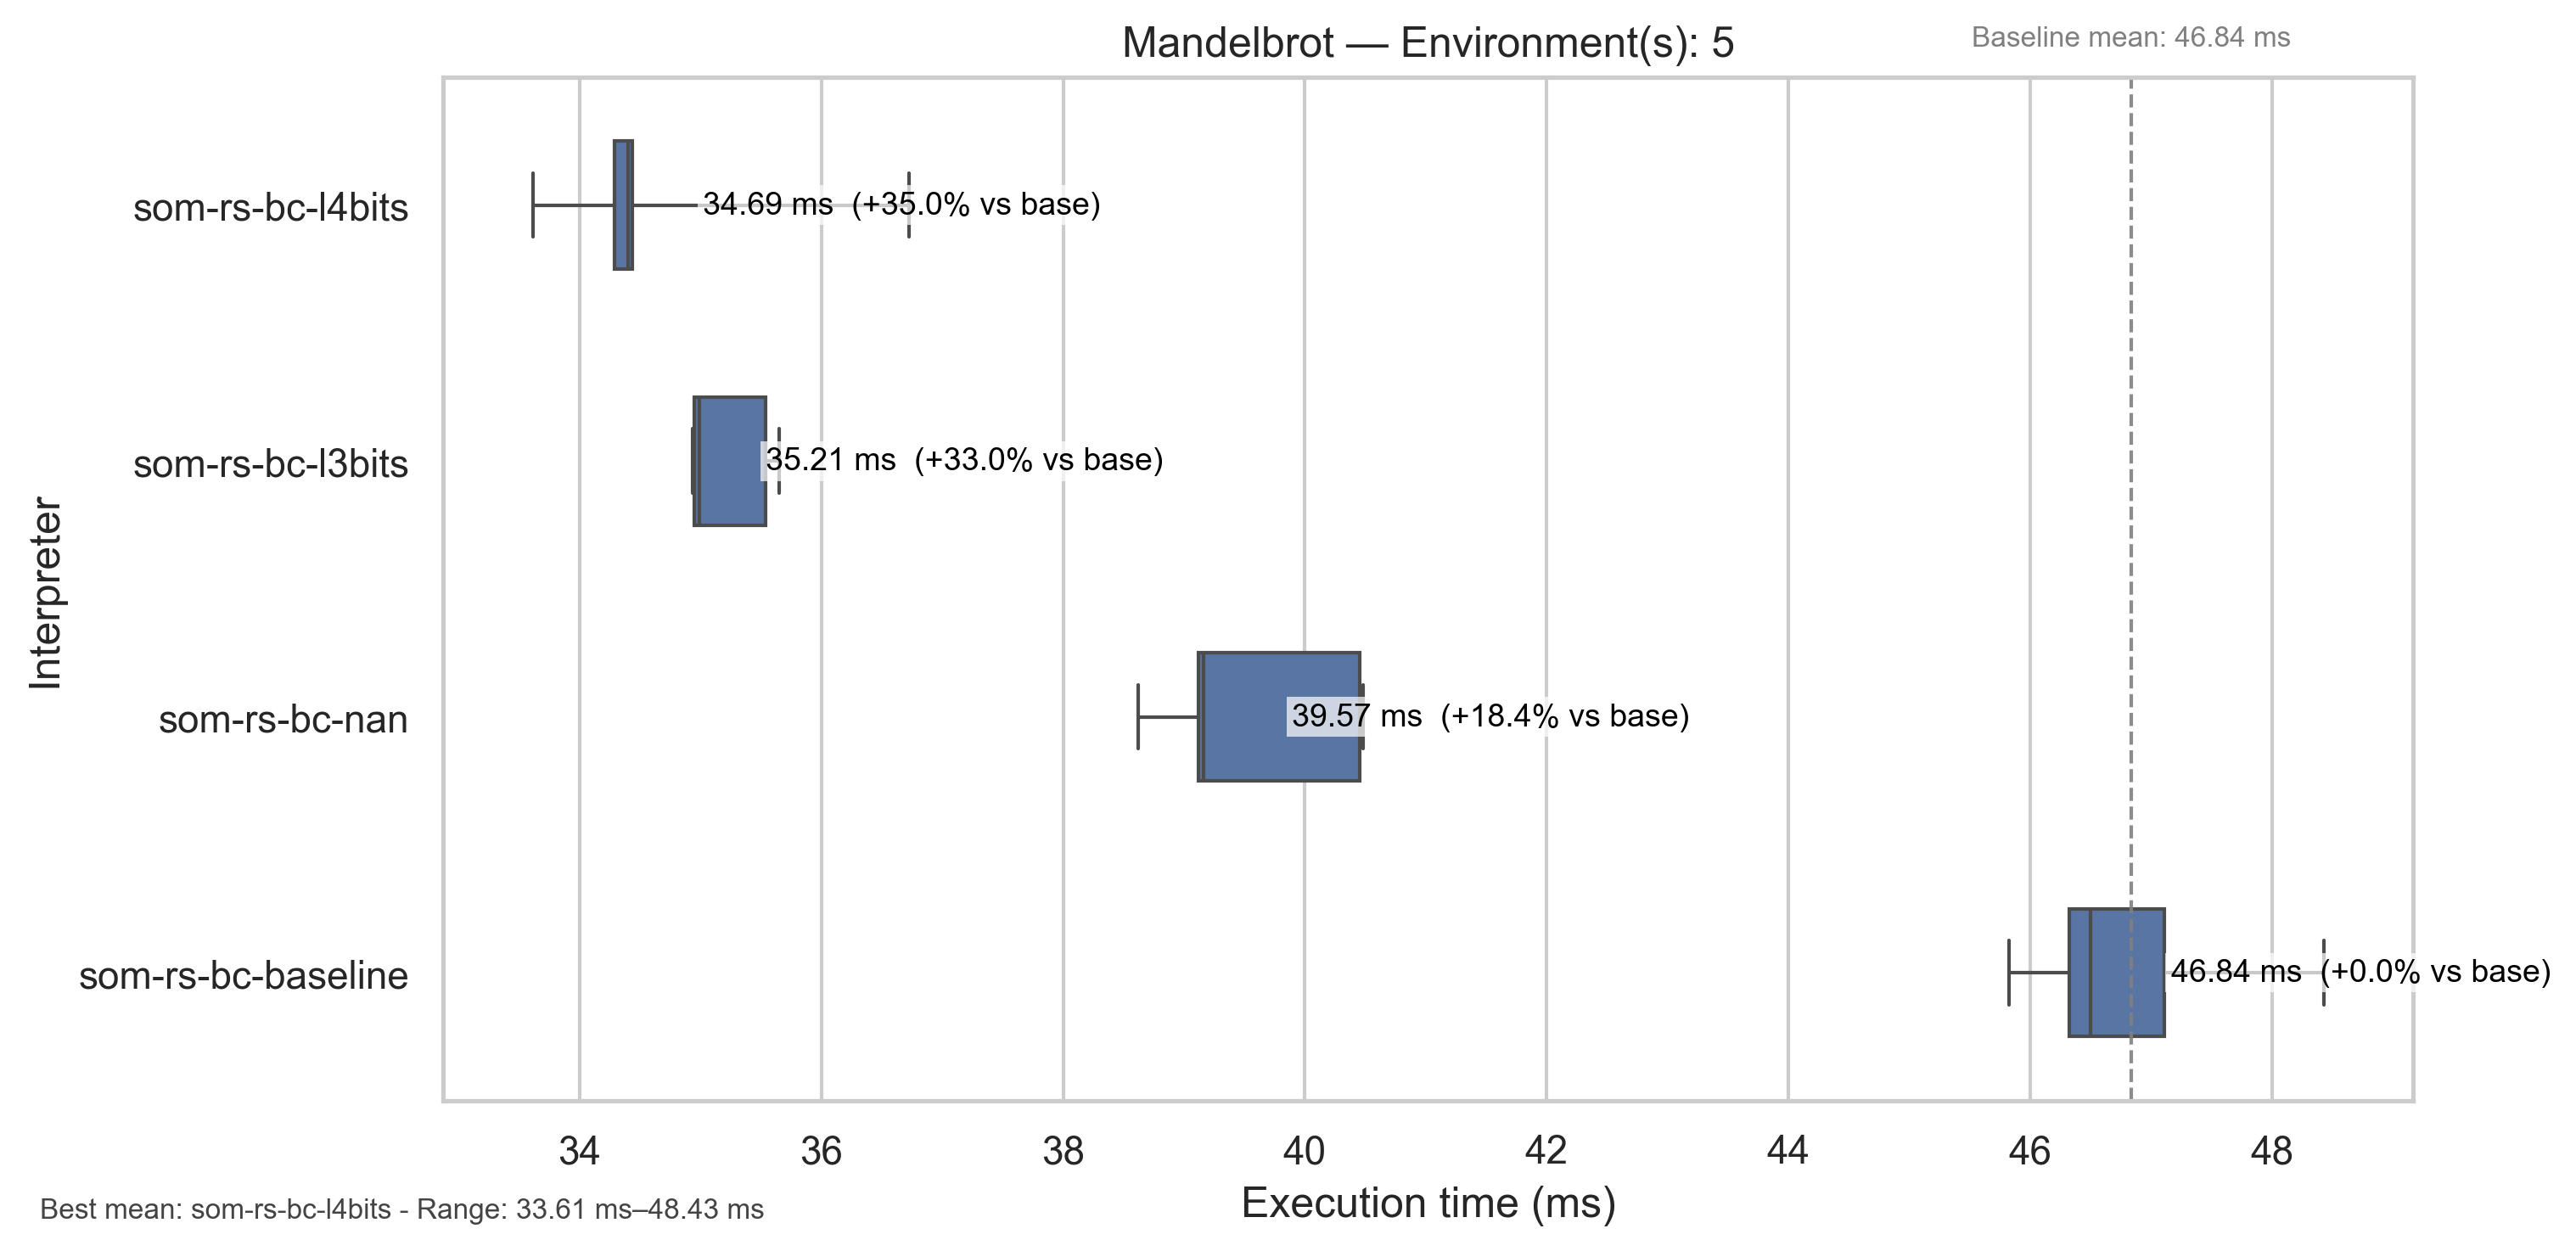 Mandelbrot — Environment(s): 5
Baseline mean: 46.84 ms
som-rs-bc-l4bits
34.69 ms  (+35.0% vs base)
som-rs-bc-l3bits
35.21 ms  (+33.0% vs base)
Interpreter
som-rs-bc-nan
39.57 ms  (+18.4% vs base)
som-rs-bc-baseline
46.84 ms  (+0.0% vs base)
34 36 38 40 42 44 46 48
Execution time (ms)
Best mean: som-rs-bc-l4bits - Range: 33.61 ms–48.43 ms